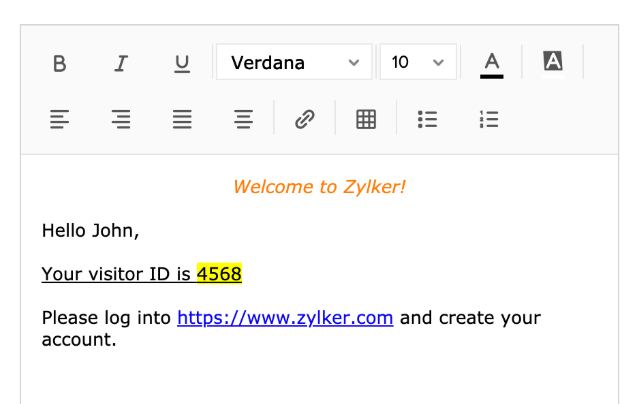 B I U Verdana 10 A A
Welcome to Zylker!
Hello John,
Your visitor ID is 4568
Please log into https://www.zylker.com and create your
account.